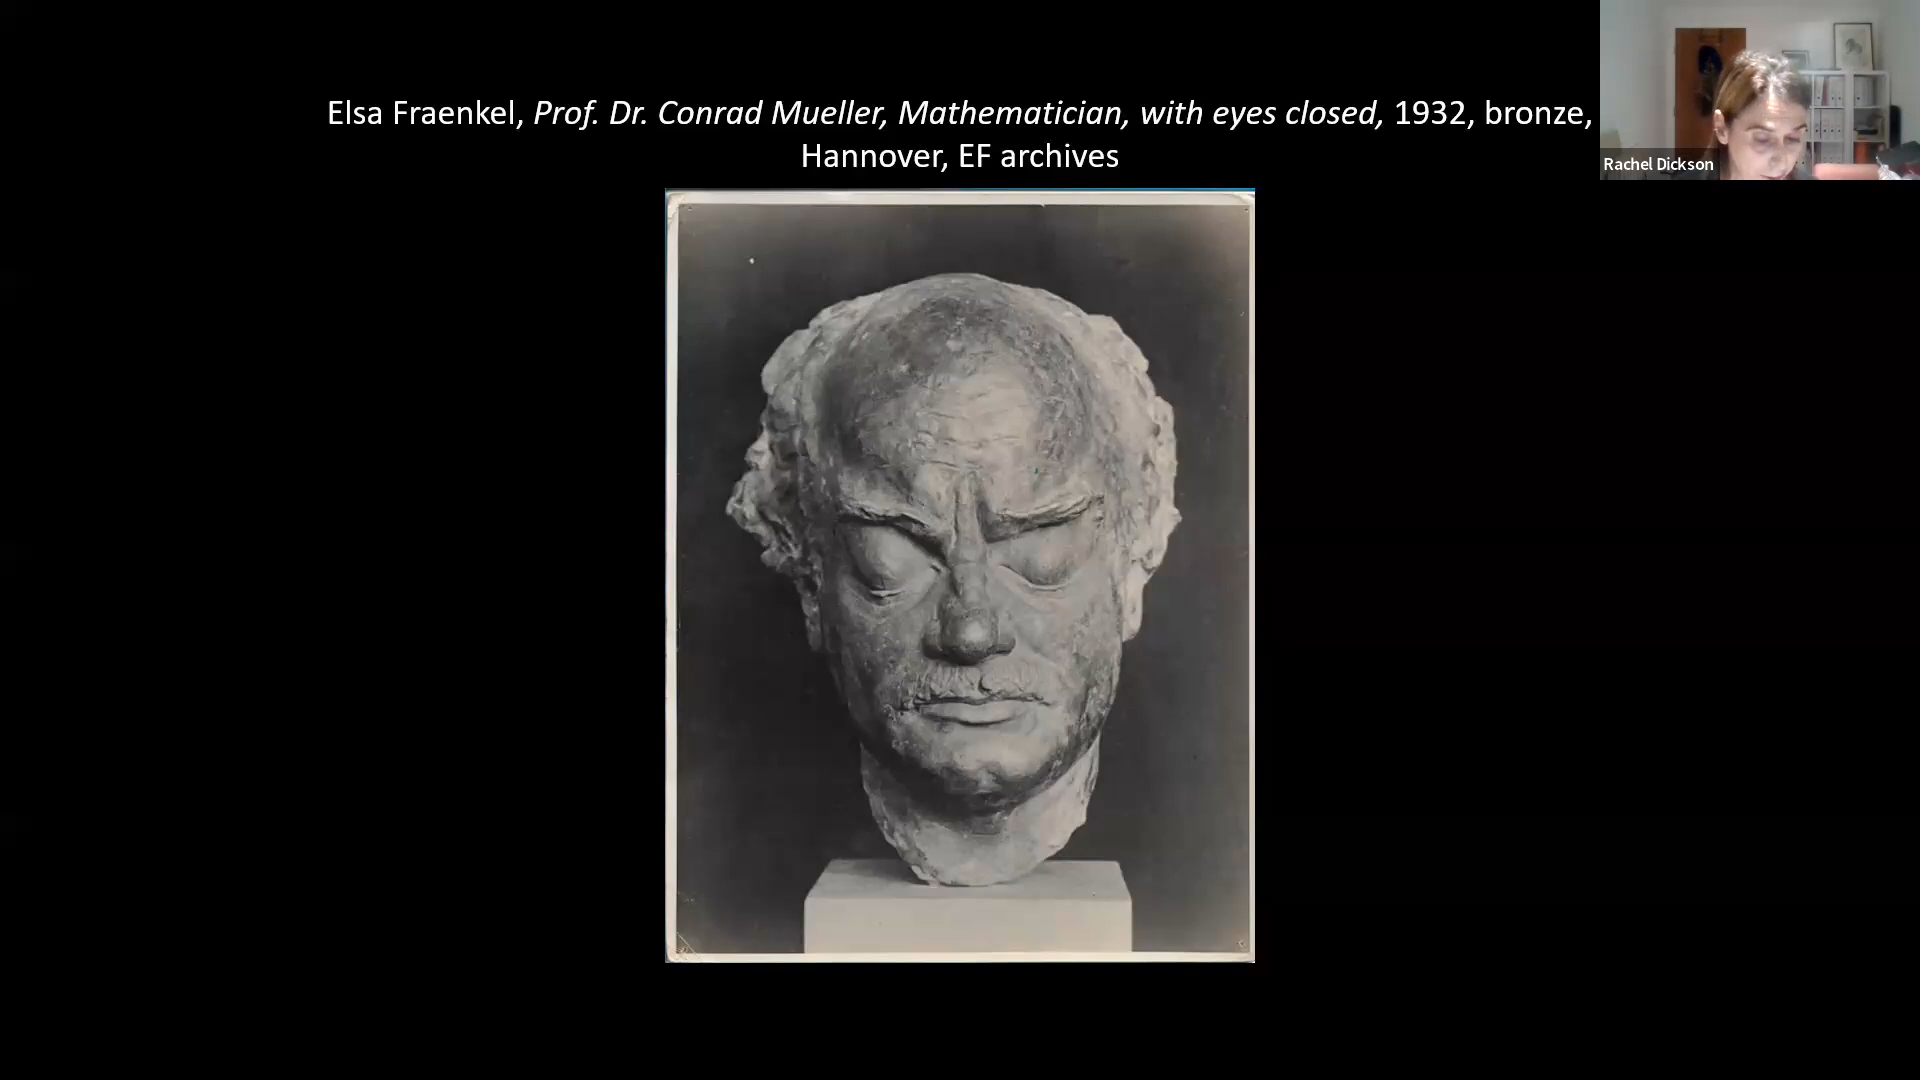 Elsa Fraenkel, Prof. Dr. Conrad Mueller, Mathematician, with eyes closed, 1932, bronze,
Hannover, EF archives
Rachel Dickson